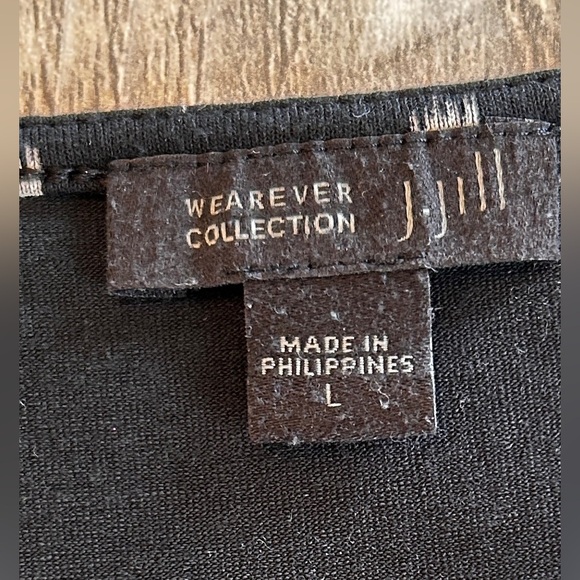 WEAREVER
COLLECTION
J.Jill
MADE IN
PHILIPPINES
L